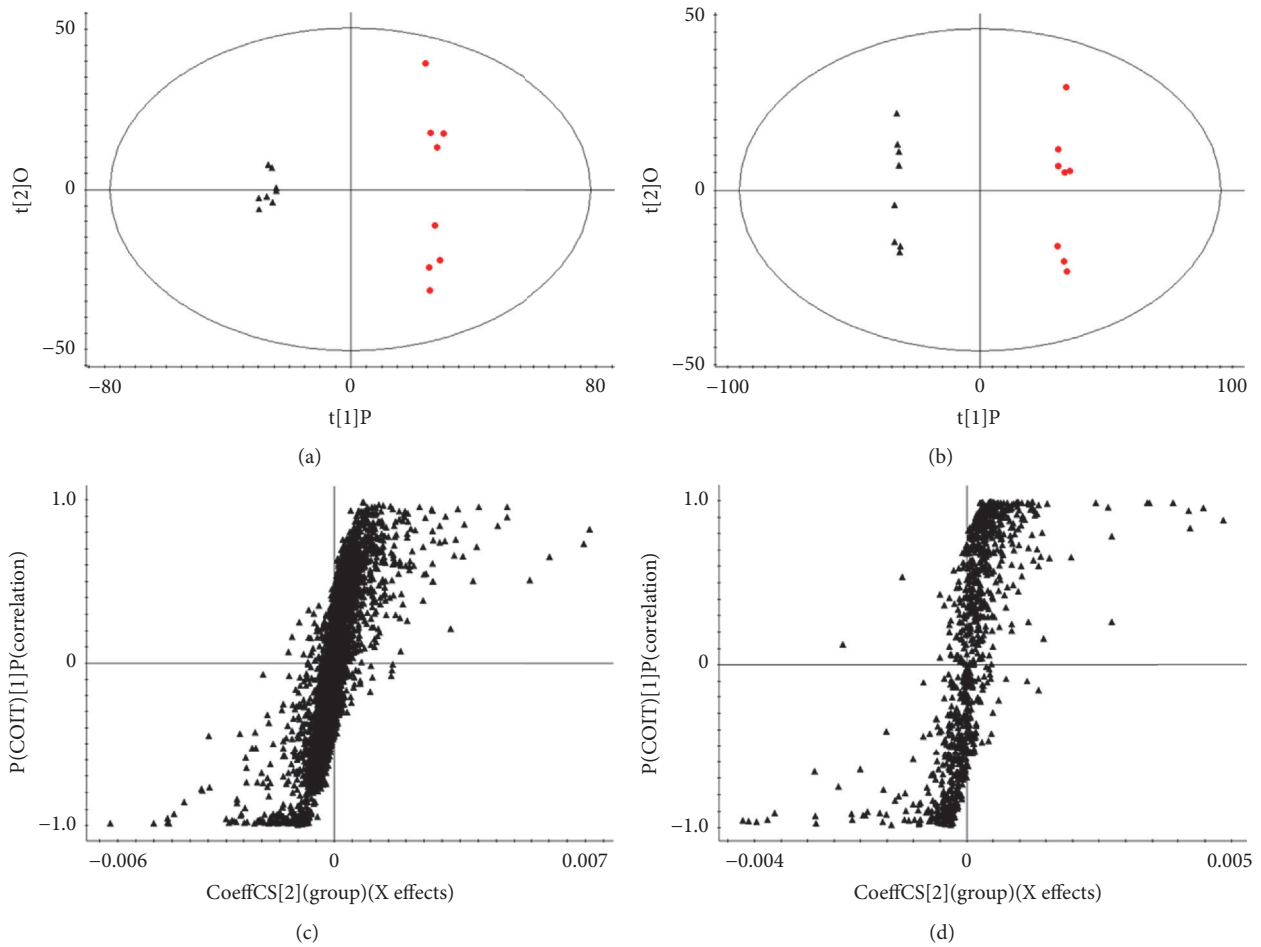 50
0
−50
t[2]O
−80
0
80
t[1]P
(a)
50
0
50
t[2]O
−100
0
100
t[1]P
(b)
1.0
0
−1.0
P(COIT)[1]P(correlation)
−0.006
0
0.007
CoeffCS[2](group)(X effects)
(c)
1.0
0
−1.0
P(COIT)[1]P(correlation)
−0.004
0
0.005
CoeffCS[2](group)(X effects)
(d)